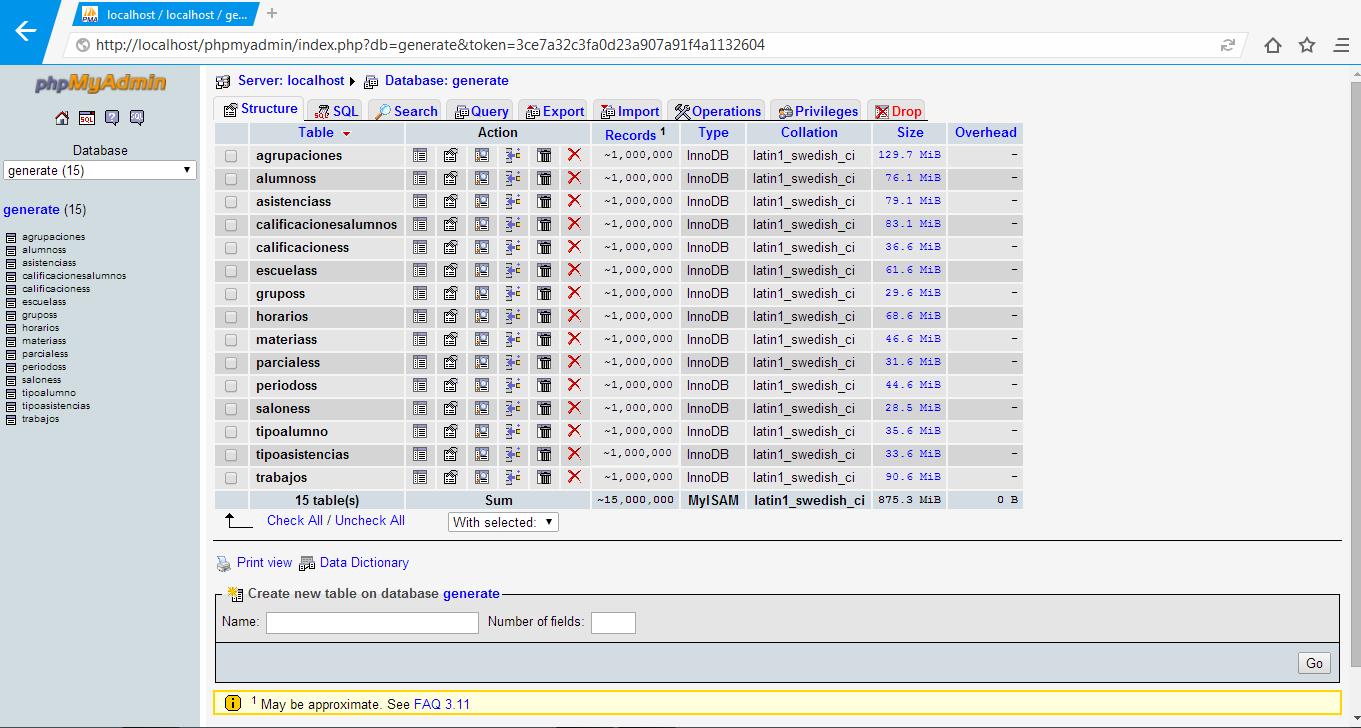 localhost / localhost / ge...
http://localhost/phpmyadmin/index.php?db=generate&token=3ce7a32c3fa0d23a907a91f4a1132604
phpMyAdmin
Database
generate (15)
generate (15)
agrupaciones
alumnoss
asistenciass
calificacionesalumnos
calificacioness
escuelass
gruposs
horarios
materiass
parcialess
periodoss
saloness
tipoalumno
tipoasistencias
trabajos
Server: localhost Database: generate
Structure SQL Search Query Export Import Operations Privileges Drop
Table Action Records 1 Type Collation Size Overhead
agrupaciones ~1,000,000 InnoDB latin1_swedish_ci 129.7 MiB -
alumnoss ~1,000,000 InnoDB latin1_swedish_ci 76.1 MiB -
asistenciass ~1,000,000 InnoDB latin1_swedish_ci 79.1 MiB -
calificacionesalumnos ~1,000,000 InnoDB latin1_swedish_ci 83.1 MiB -
calificacioness ~1,000,000 InnoDB latin1_swedish_ci 36.6 MiB -
escuelass ~1,000,000 InnoDB latin1_swedish_ci 61.6 MiB -
gruposs ~1,000,000 InnoDB latin1_swedish_ci 29.6 MiB -
horarios ~1,000,000 InnoDB latin1_swedish_ci 68.6 MiB -
materiass ~1,000,000 InnoDB latin1_swedish_ci 46.6 MiB -
parcialess ~1,000,000 InnoDB latin1_swedish_ci 31.6 MiB -
periodoss ~1,000,000 InnoDB latin1_swedish_ci 44.6 MiB -
saloness ~1,000,000 InnoDB latin1_swedish_ci 28.5 MiB -
tipoalumno ~1,000,000 InnoDB latin1_swedish_ci 35.6 MiB -
tipoasistencias ~1,000,000 InnoDB latin1_swedish_ci 33.6 MiB -
trabajos ~1,000,000 InnoDB latin1_swedish_ci 90.6 MiB -
15 table(s) Sum ~15,000,000 MyISAM latin1_swedish_ci 875.3 MiB 0 B
Check All / Uncheck All With selected:
Print view Data Dictionary
Create new table on database generate
Name: Number of fields:
Go
1 May be approximate. See FAQ 3.11